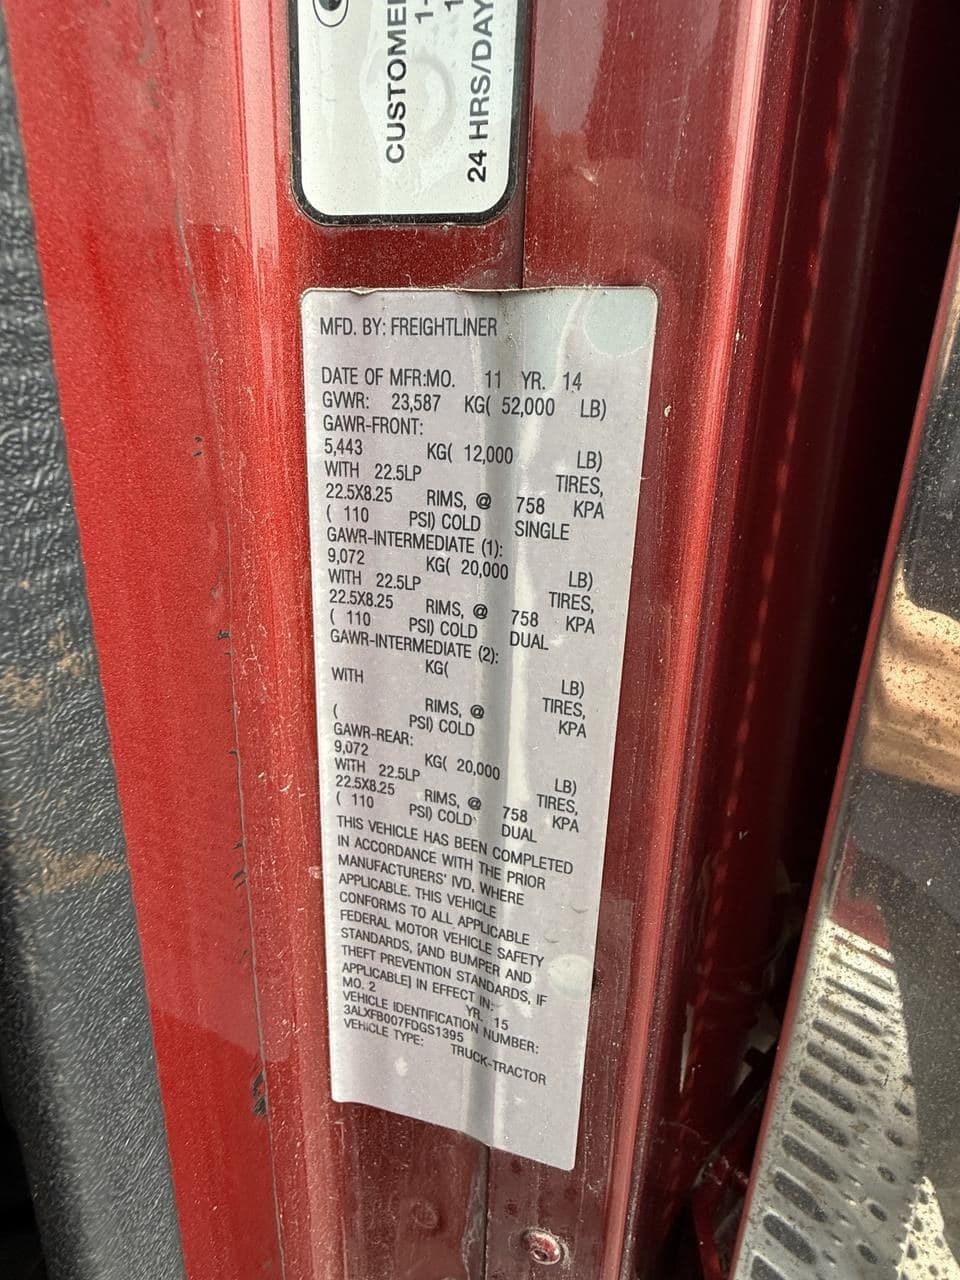 CUSTOMER
1-
1
24 HRS/DAY
MFD. BY: FREIGHTLINER
DATE OF MFR:MO. 11 YR. 14
GVWR: 23,587 KG( 52,000 LB)
GAWR-FRONT:
5,443 KG( 12,000 LB)
WITH 22.5LP TIRES,
22.5X8.25 RIMS, @ 758 KPA
( 110 PSI) COLD SINGLE
GAWR-INTERMEDIATE (1):
9,072 KG( 20,000 LB)
WITH 22.5LP TIRES,
22.5X8.25 RIMS, @ 758 KPA
( 110 PSI) COLD DUAL
GAWR-INTERMEDIATE (2):
KG( LB)
WITH TIRES,
RIMS, @ KPA
( PSI) COLD
GAWR-REAR:
9,072 KG( 20,000 LB)
WITH 22.5LP TIRES,
22.5X8.25 RIMS, @ 758 KPA
( 110 PSI) COLD DUAL
THIS VEHICLE HAS BEEN COMPLETED
IN ACCORDANCE WITH THE PRIOR
MANUFACTURERS' IVD, WHERE
APPLICABLE. THIS VEHICLE
CONFORMS TO ALL APPLICABLE
FEDERAL MOTOR VEHICLE SAFETY
STANDARDS, [AND BUMPER AND
THEFT PREVENTION STANDARDS, IF
APPLICABLE] IN EFFECT IN:
MO. 2 YR. 15
VEHICLE IDENTIFICATION NUMBER:
3ALXFB007FDGS1395
VEHICLE TYPE: TRUCK-TRACTOR